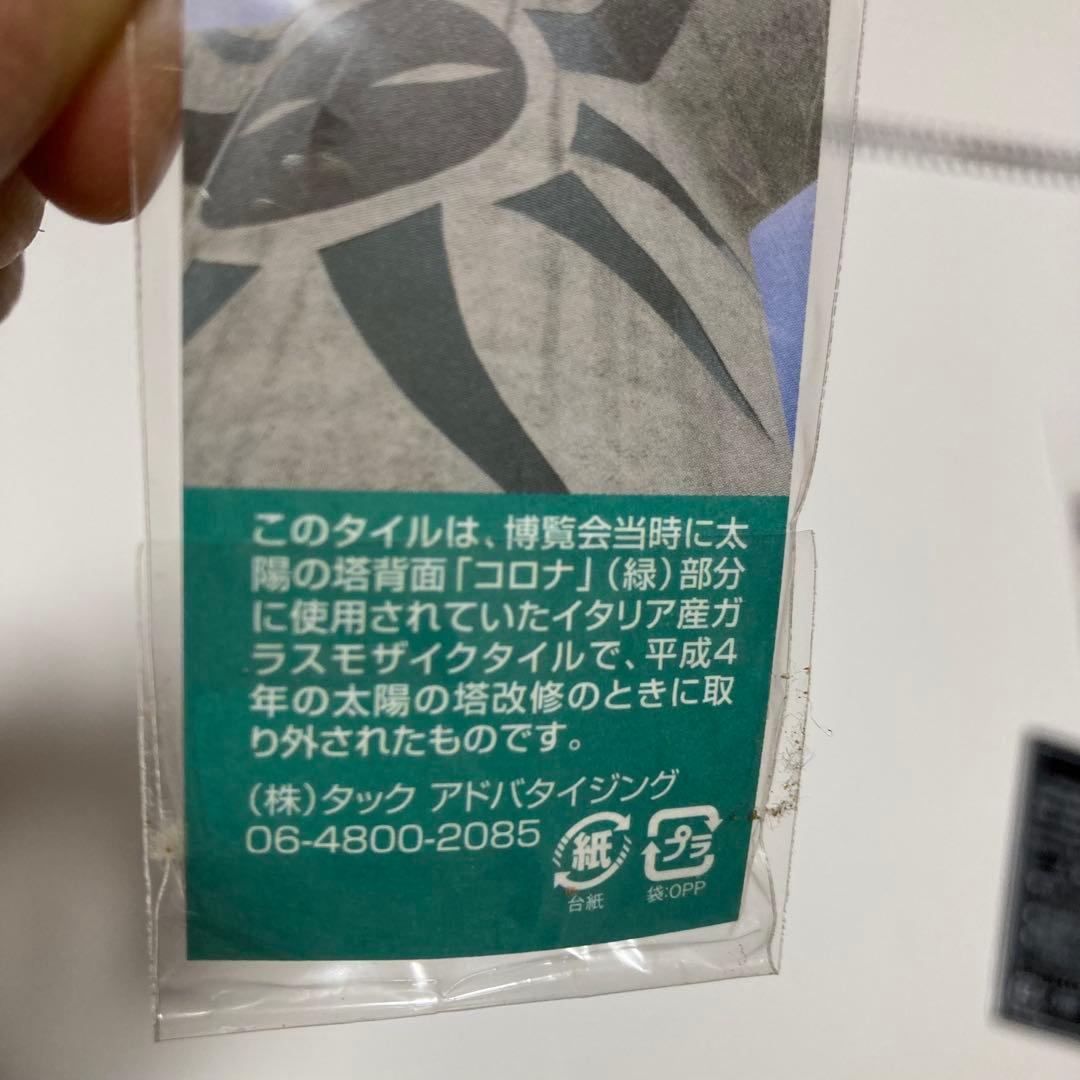 このタイルは、博覧会当時に太
陽の塔背面「コロナ」(緑)部分
に使用されていたイタリア産ガ
ラスモザイクタイルで、平成4
年の太陽の塔改修のときに取
り外されたものです。
(株)タック アドバタイジング
06-4800-2085
紙 プラ
台紙 袋:OPP